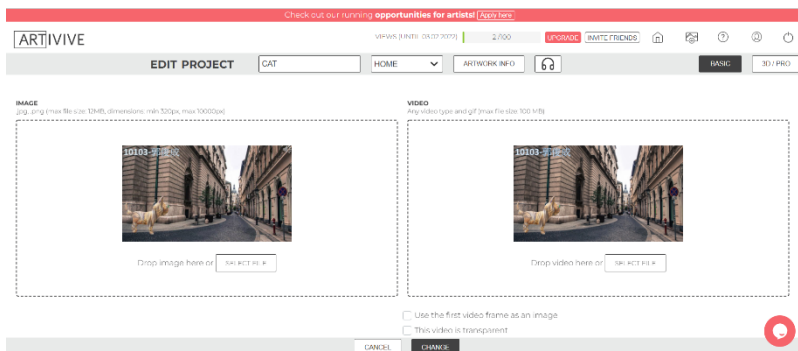 Check out our running opportunities for artists! Apply here
ARTIVIVE
VIEWS (UNTIL 03.02.2022)
2 /100
UPGRADE
INVITE FRIENDS
EDIT PROJECT
CAT
HOME
ARTWORK INFO
BASIC
3D / PRO
IMAGE
.jpg, .png (max file size: 12MB, dimensions: min 320px, max 10000px)
VIDEO
Any video type and gif (max file size: 100 MB)
10103-
10103-
Drop image here or SELECT FILE
Drop video here or SELECT FILE
Use the first video frame as an image
This video is transparent
CANCEL
CHANGE